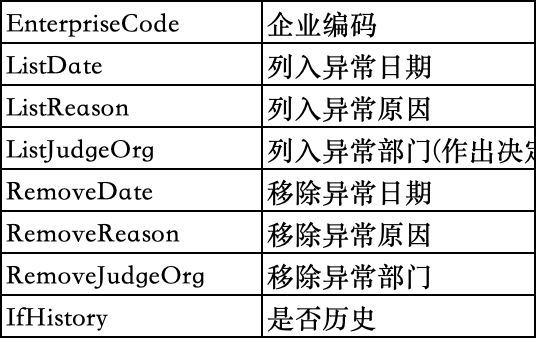 EnterpriseCode 企业编码
ListDate 列入异常日期
ListReason 列入异常原因
ListJudgeOrg 列入异常部门(作出决定
RemoveDate 移除异常日期
RemoveReason 移除异常原因
RemoveJudgeOrg 移除异常部门
IfHistory 是否历史